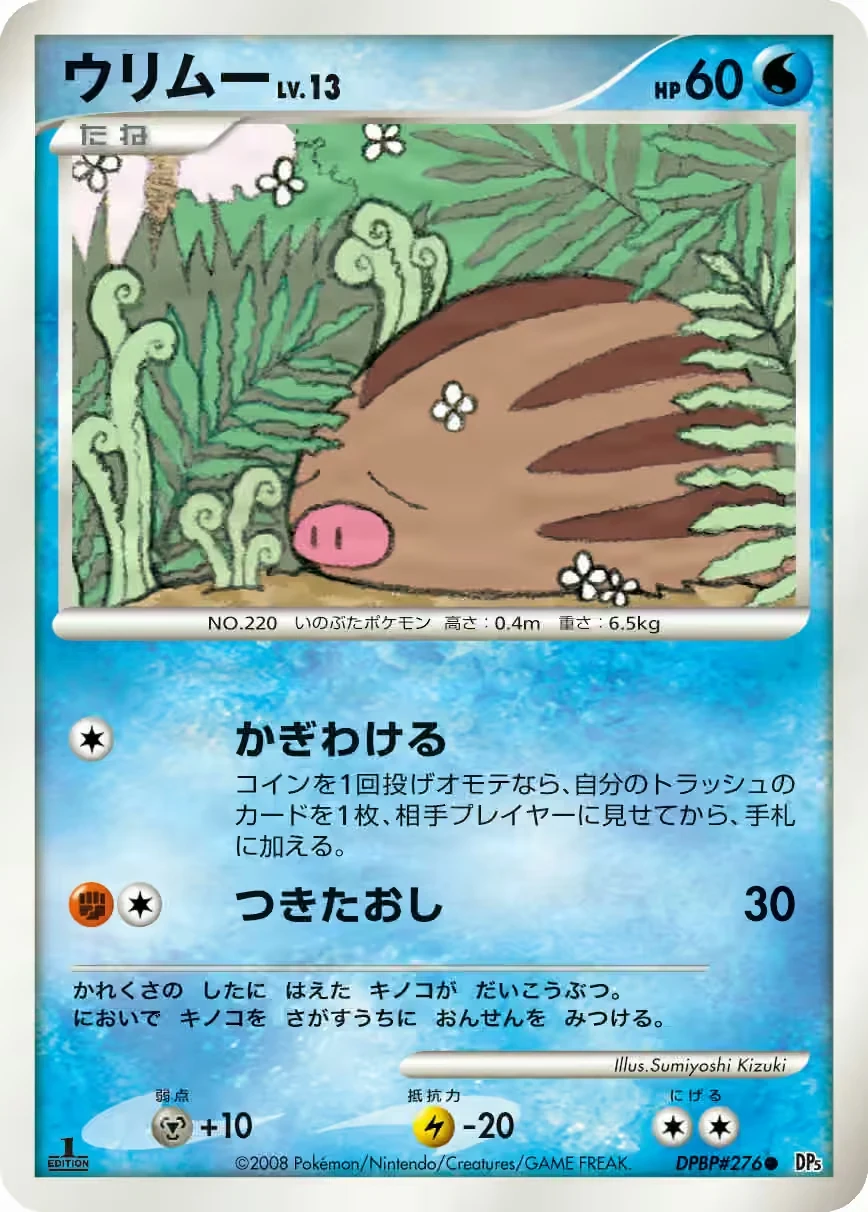 ウリムー LV.13 HP60
たね
NO.220 いのぶたポケモン 高さ:0.4m 重さ:6.5kg
かぎわける
コインを1回投げオモテなら、自分のトラッシュの
カードを1枚、相手プレイヤーに見せてから、手札
に加える。
つきたおし 30
かれくさの したに はえた キノコが だいこうぶつ。
においで キノコを さがすうちに おんせんを みつける。
Illus.Sumiyoshi Kizuki
弱点 抵抗力 にげる
+10 -20
1 EDITION
©2008 Pokémon/Nintendo/Creatures/GAME FREAK. DPBP#276 DP5